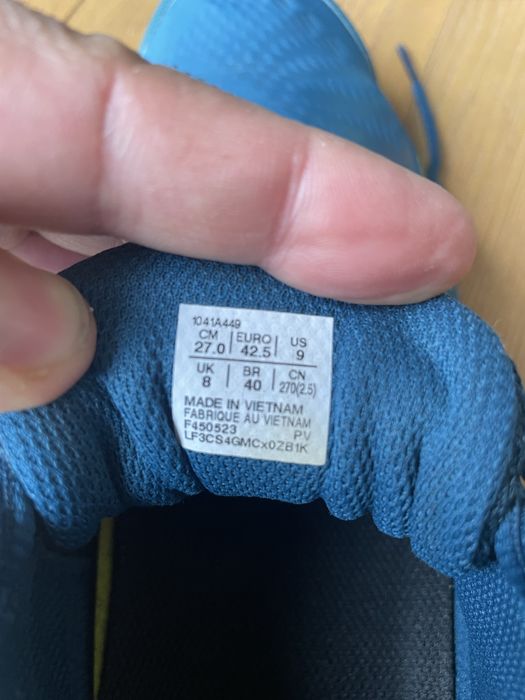 1041A449
CM EURO US
27.0 42.5 9
UK BR CN
8 40 270(2.5)
MADE IN VIETNAM
FABRIQUE AU VIETNAM
F450523 PV
LF3CS4GMCx0ZB1K